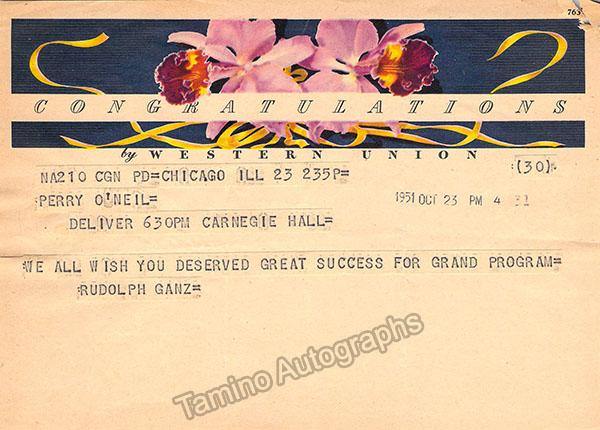 763
CONGRATULATIONS
by WESTERN UNION
(30)
NA210 CGN PD=CHICAGO ILL 23 235P=
PERRY O'NEIL=
1951 OCT 23 PM 4 31
DELIVER 630PM CARNEGIE HALL=
WE ALL WISH YOU DESERVED GREAT SUCCESS FOR GRAND PROGRAM=
RUDOLPH GANZ=
Tamino Autographs